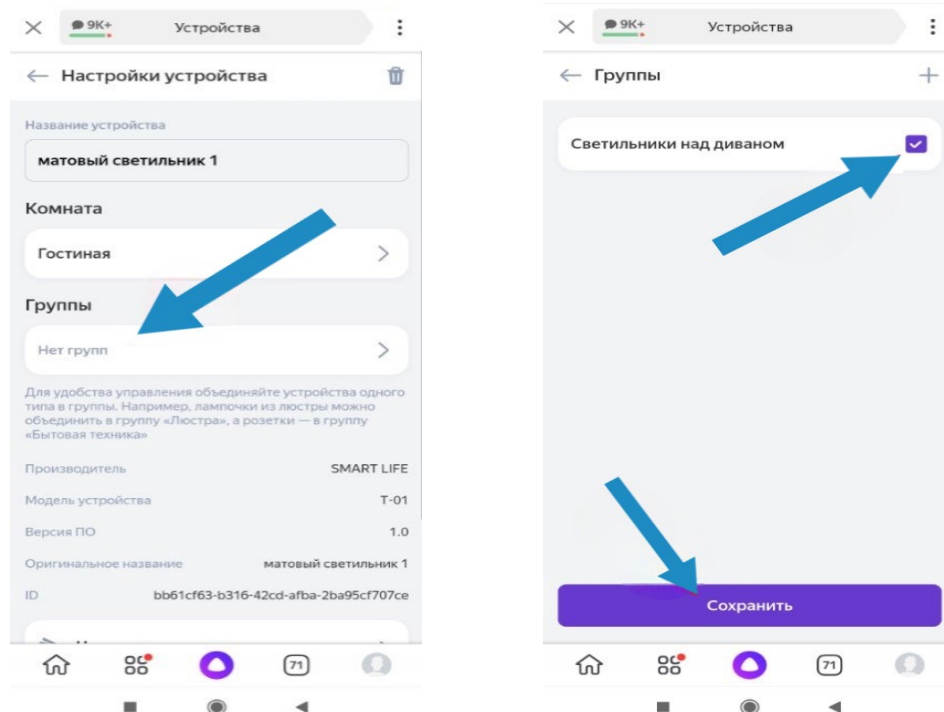 9K+ Устройства
Настройки устройства
Название устройства
матовый светильник 1
Комната
Гостиная
Группы
Нет групп
Для удобства управления объединяйте устройства одного
типа в группы. Например, лампочки из люстры можно
объединить в группу «Люстра», а розетки — в группу
«Бытовая техника»
Производитель SMART LIFE
Модель устройства T-01
Версия ПО 1.0
Оригинальное название матовый светильник 1
ID bb61cf63-b316-42cd-afba-2ba95cf707ce
71
9K+ Устройства
Группы
Светильники над диваном
Сохранить
71